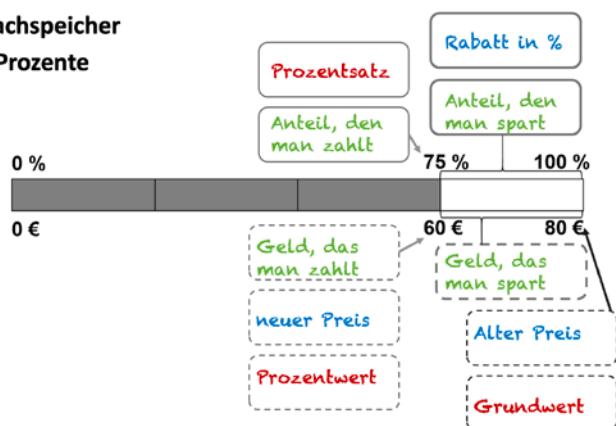 achspeicher
Prozente
Rabatt in %
Prozentsatz
Anteil, den
man zahlt
Anteil, den
man spart
0 %
75 %
100 %
0 €
60 €
80 €
Geld, das
man zahlt
Geld, das
man spart
neuer Preis
Alter Preis
Prozentwert
Grundwert